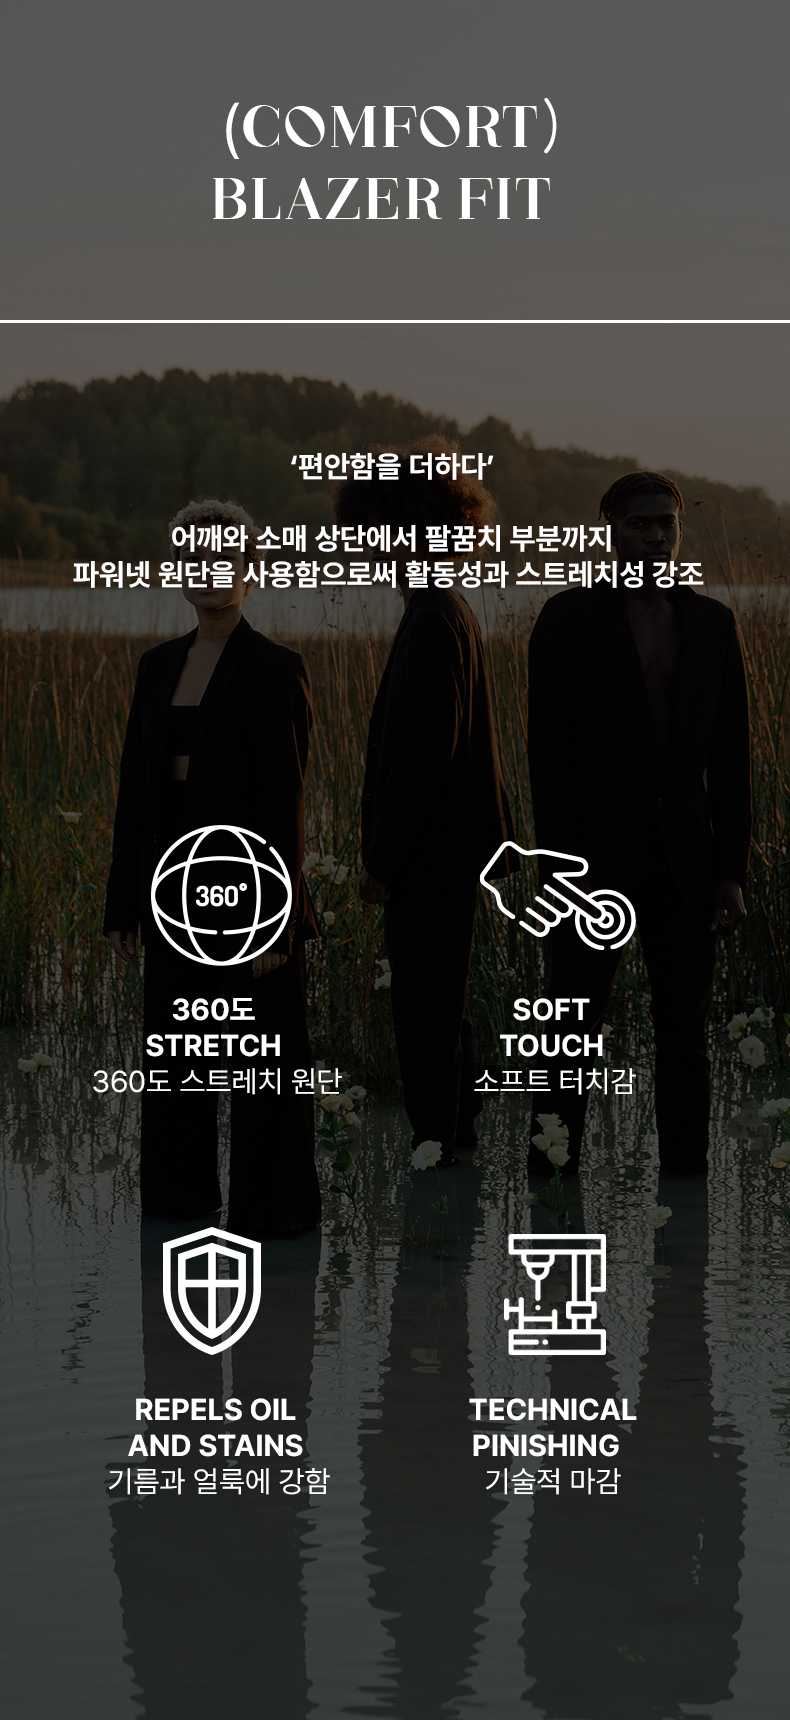 (COMFORT)
BLAZER FIT
‘편안함을 더하다’
어깨와 소매 상단에서 팔꿈치 부분까지
파워넷 원단을 사용함으로써 활동성과 스트레치성 강조
360°
360도
STRETCH
360도 스트레치 원단
SOFT
TOUCH
소프트 터치감
REPELS OIL
AND STAINS
기름과 얼룩에 강함
TECHNICAL
PINISHING
기술적 마감